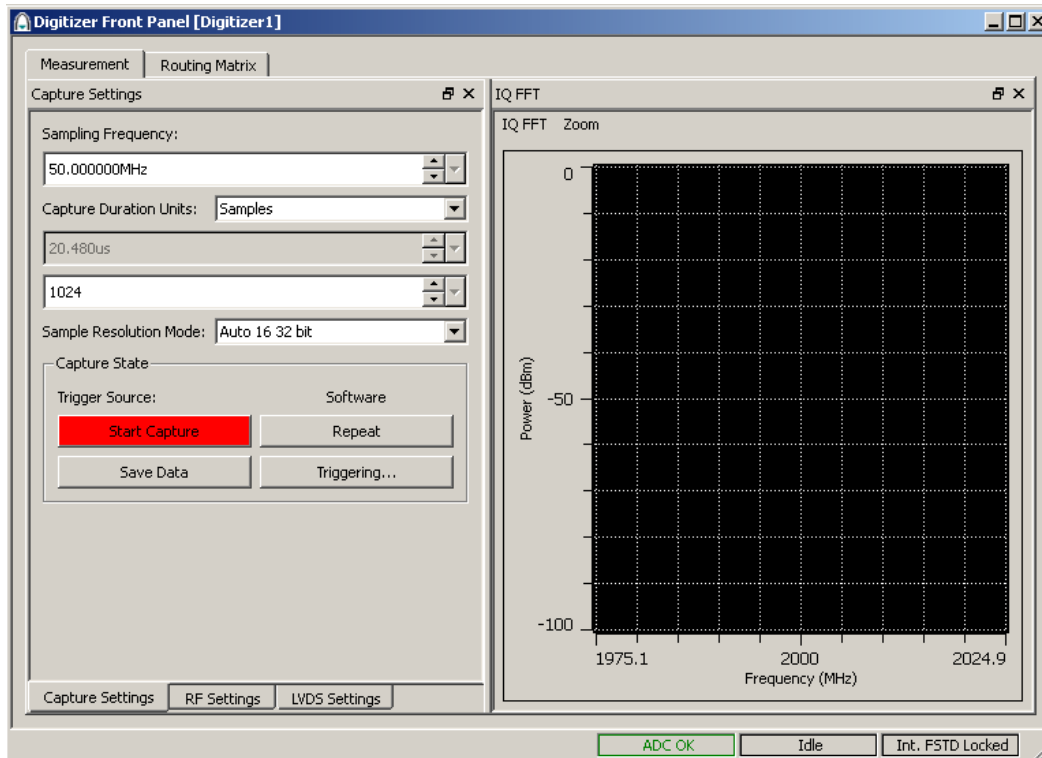 Digitizer Front Panel [Digitizer1]
Measurement
Routing Matrix
Capture Settings
Sampling Frequency:
50.000000MHz
Capture Duration Units: Samples
20.480us
1024
Sample Resolution Mode: Auto 16 32 bit
Capture State
Trigger Source: Software
Start Capture
Repeat
Save Data
Triggering...
Capture Settings
RF Settings
LVDS Settings
IQ FFT
IQ FFT Zoom
0
-50
-100
Power (dBm)
1975.1 2000 2024.9
Frequency (MHz)
ADC OK
Idle
Int. FSTD Locked